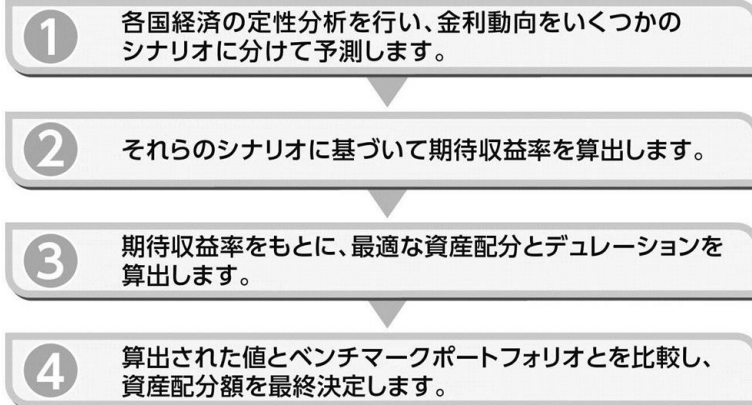 1
各国経済の定性分析を行い、金利動向をいくつかの
シナリオに分けて予測します。
2
それらのシナリオに基づいて期待収益率を算出します。
3
期待収益率をもとに、最適な資産配分とデュレーションを
算出します。
4
算出された値とベンチマークポートフォリオとを比較し、
資産配分額を最終決定します。